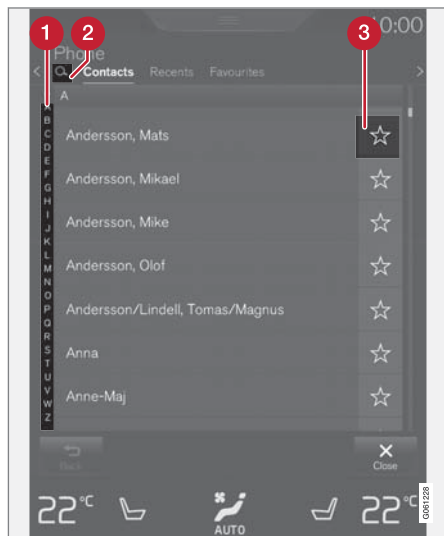 10:00
1
2
3
Phone
Contacts Recents Favourites
A
A
B
C
D
E
F
G
H
I
J
K
L
M
N
O
P
Q
R
S
T
U
V
W
Z
Andersson, Mats
Andersson, Mikael
Andersson, Mike
Andersson, Olof
Andersson/Lindell, Tomas/Magnus
Anna
Anne-Maj
Back
Close
22°C
AUTO
22°C
G061228